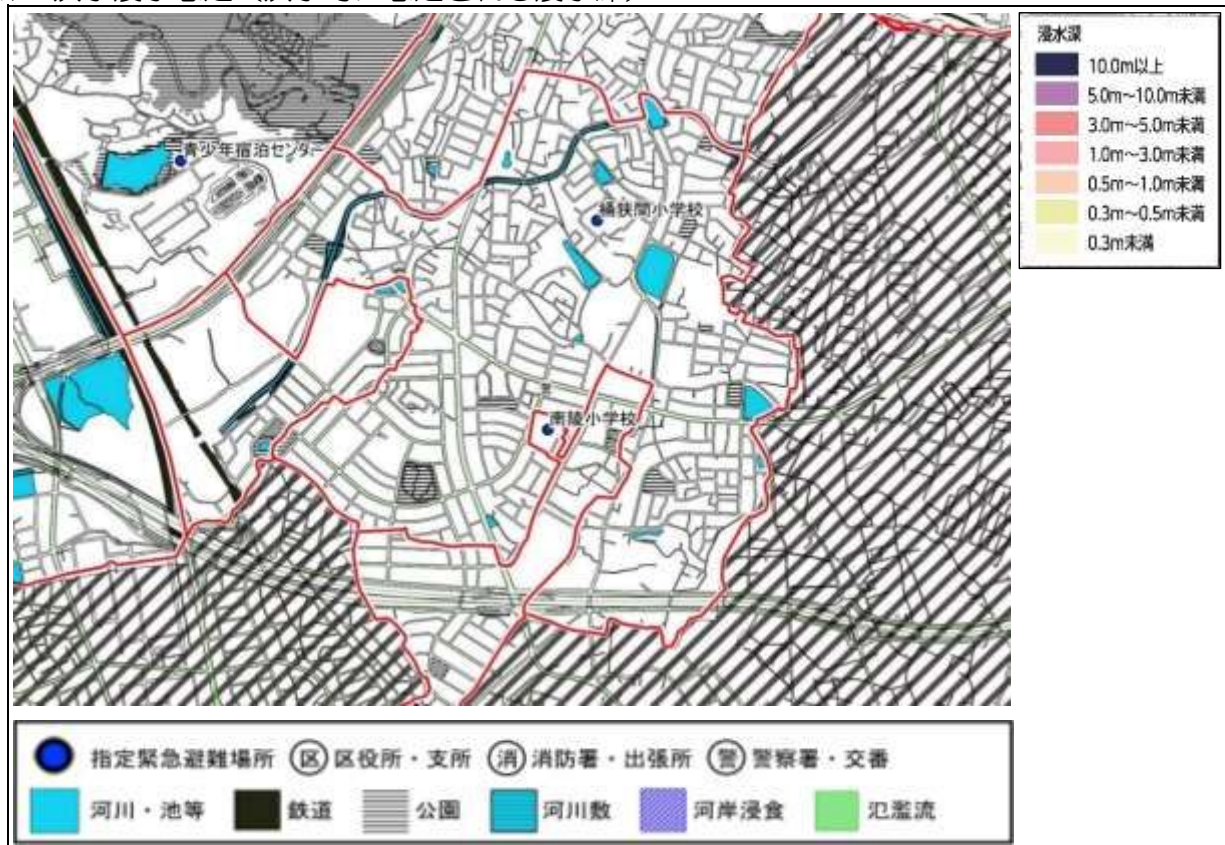 浸水深
10.0m以上
5.0m～10.0m未満
3.0m～5.0m未満
1.0m～3.0m未満
0.5m～1.0m未満
0.3m～0.5m未満
0.3m未満
青少年宿泊センター
桶狭間小学校
南陵小学校
指定緊急避難場所 区 区役所・支所 消 消防署・出張所 警 警察署・交番
河川・池等 鉄道 公園 河川敷 河岸浸食 氾濫流